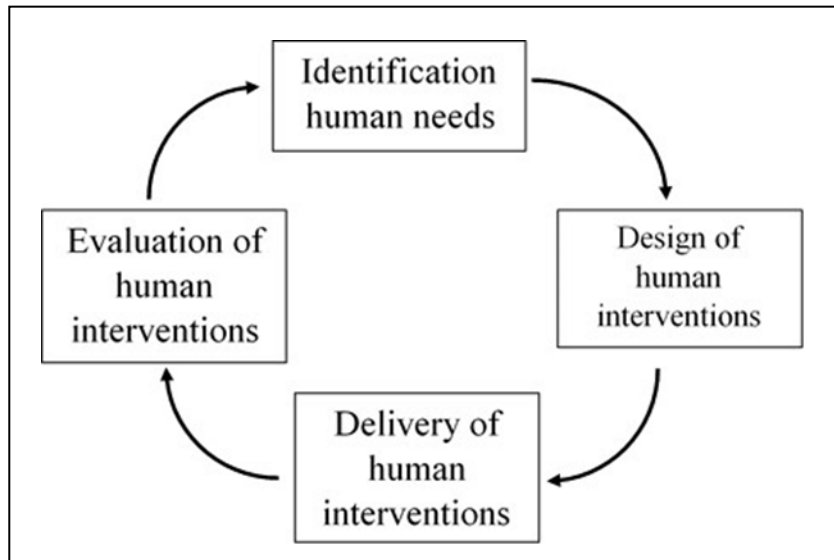 Identification
human needs
Design of
human
interventions
Delivery of
human
interventions
Evaluation of
human
interventions